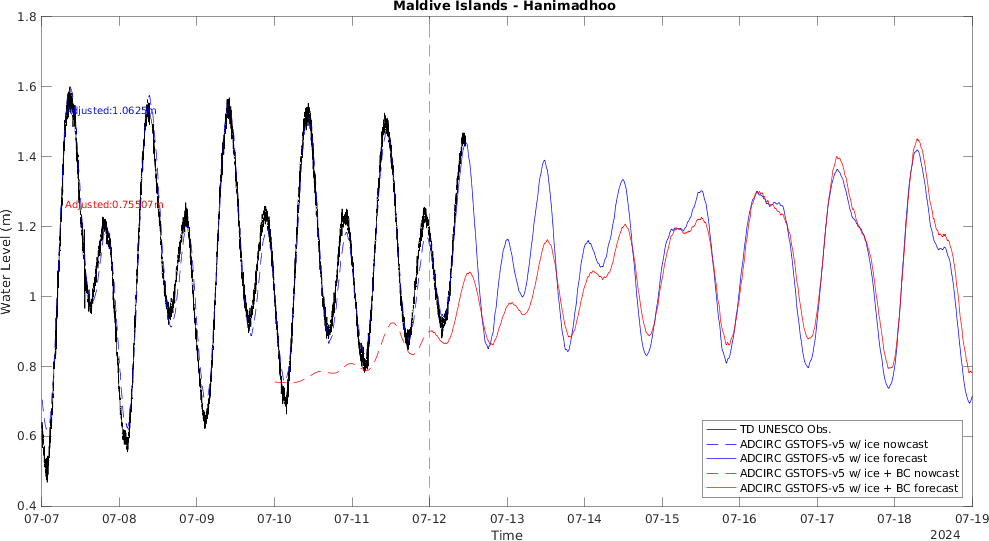 Maldive Islands - Hanimadhoo
1.8
1.6
1.4
1.2
1
0.8
0.6
0.4
Water Level (m)
Adjusted:1.0625m
Adjusted:0.75507m
TD UNESCO Obs.
ADCIRC GSTOFS-v5 w/ ice nowcast
ADCIRC GSTOFS-v5 w/ ice forecast
ADCIRC GSTOFS-v5 w/ ice + BC nowcast
ADCIRC GSTOFS-v5 w/ ice + BC forecast
07-07 07-08 07-09 07-10 07-11 07-12 07-13 07-14 07-15 07-16 07-17 07-18 07-19
Time
2024